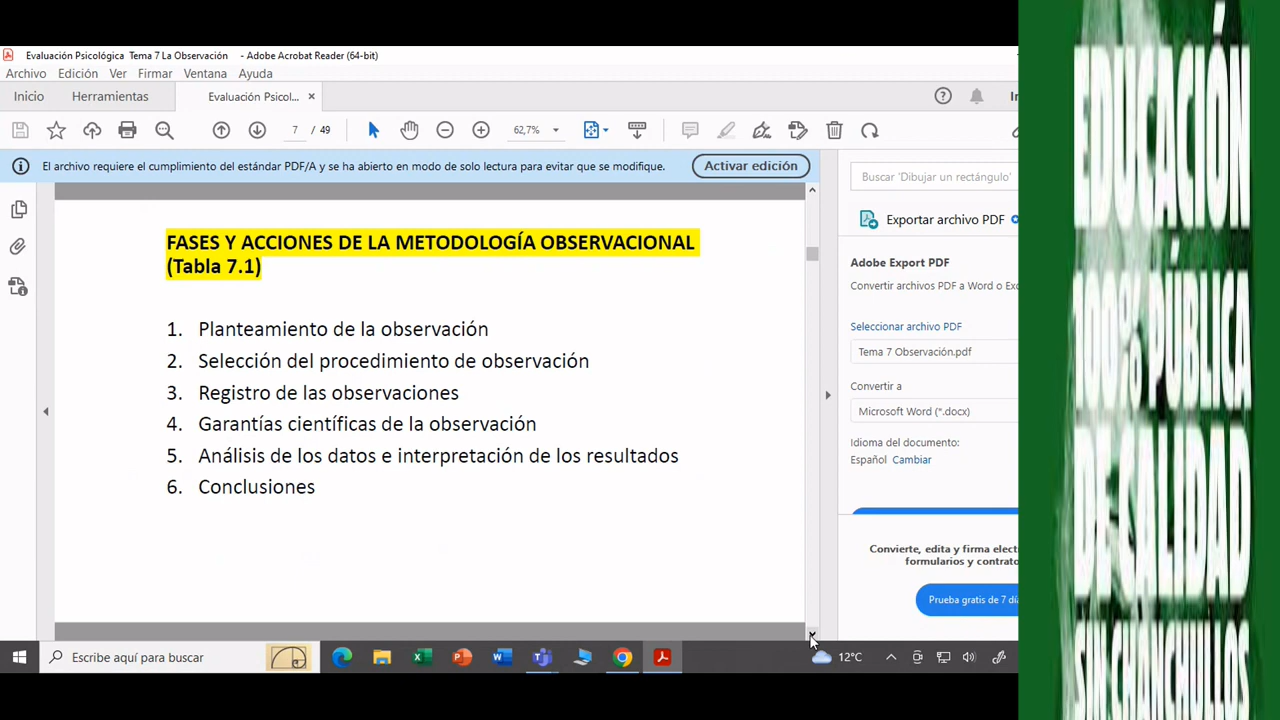 Evaluación Psicológica Tema 7 La Observación - Adobe Acrobat Reader (64-bit)
Archivo Edición Ver Firmar Ventana Ayuda
Inicio Herramientas Evaluación Psicol... ×
7 / 49 62,7%
El archivo requiere el cumplimiento del estándar PDF/A y se ha abierto en modo de solo lectura para evitar que se modifique. Activar edición
FASES Y ACCIONES DE LA METODOLOGÍA OBSERVACIONAL
(Tabla 7.1)
1. Planteamiento de la observación
2. Selección del procedimiento de observación
3. Registro de las observaciones
4. Garantías científicas de la observación
5. Análisis de los datos e interpretación de los resultados
6. Conclusiones
Buscar 'Dibujar un rectángulo'
Exportar archivo PDF
Adobe Export PDF
Convertir archivos PDF a Word o
Seleccionar archivo PDF
Tema 7 Observación.pdf
Convertir a
Microsoft Word (*.docx)
Idioma del documento:
Español Cambiar
Convierte, edita y firma
formularios y
Prueba gratis de 7
Escribe aquí para buscar
12°C
EDUCACIÓN
100% PÚBLICA
DE CALIDAD
SIN CHANCHULLOS